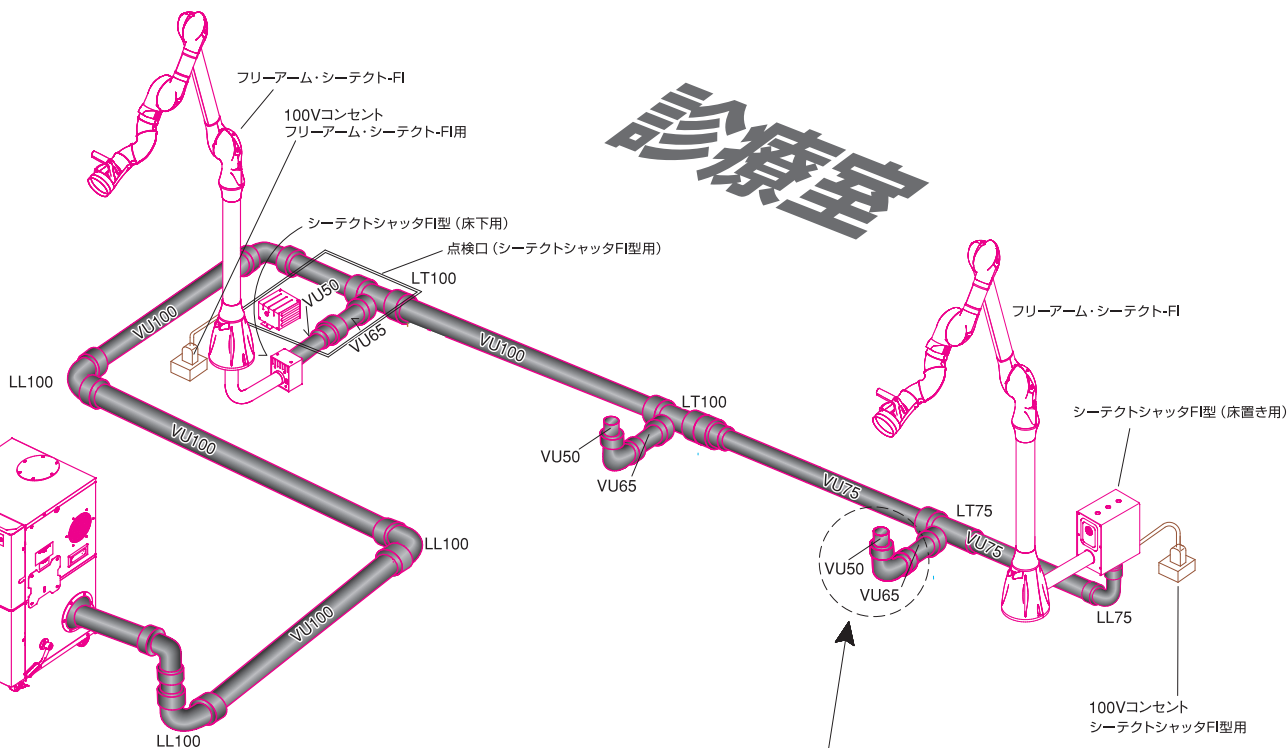 フリーアーム・シーテクト-FI
100Vコンセント
フリーアーム・シーテクト-FI用
診療室
シーテクトシャッタFI型（床下用）
点検口（シーテクトシャッタFI型用）
LT100
VU50
VU65
VU100
VU100
LL100
フリーアーム・シーテクト-FI
LT100
シーテクトシャッタFI型（床置き用）
VU50
VU65
VU100
VU75
LT75
VU75
LL100
VU50
VU65
VU100
LL75
LL100
100Vコンセント
シーテクトシャッタFI型用